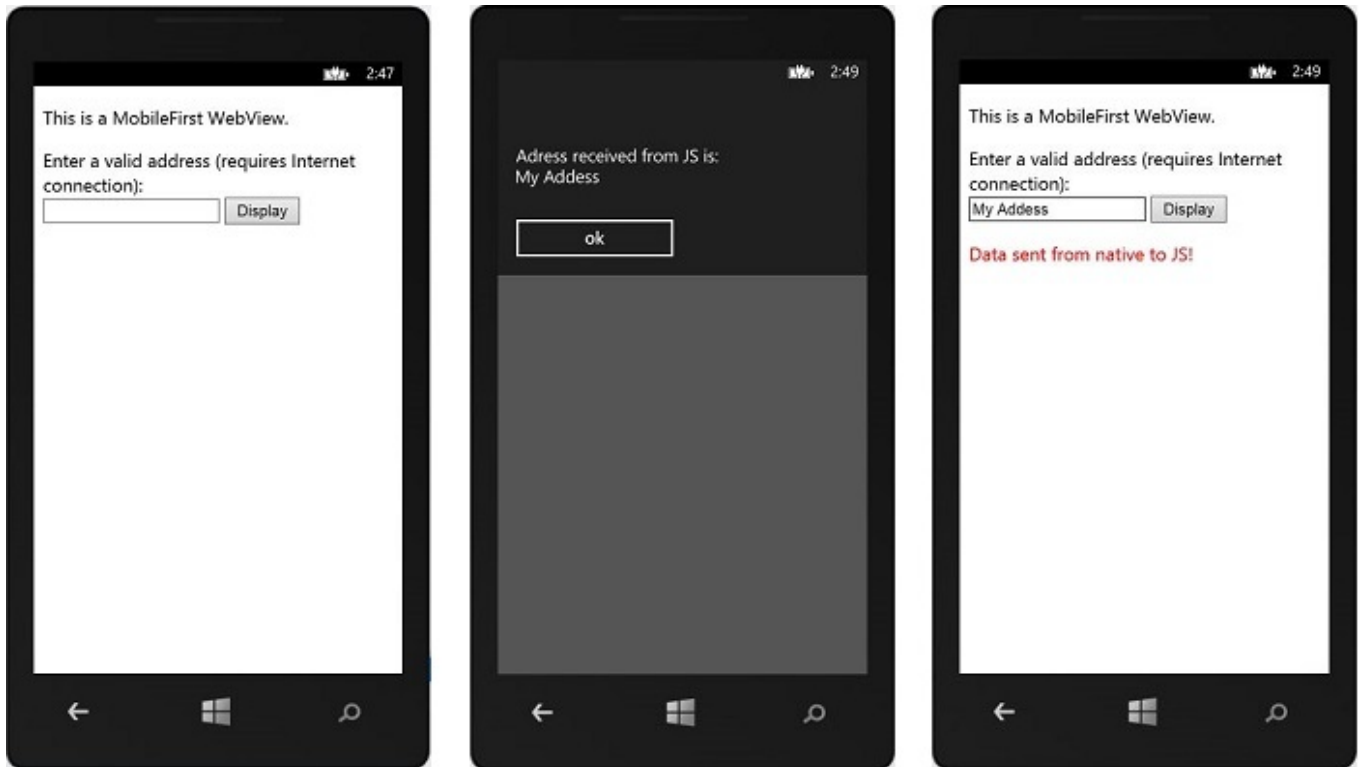 2:47
This is a MobileFirst WebView.
Enter a valid address (requires Internet
connection):
Display
2:49
Adress received from JS is:
My Addess
ok
2:49
This is a MobileFirst WebView.
Enter a valid address (requires Internet
connection):
My Addess Display
Data sent from native to JS!